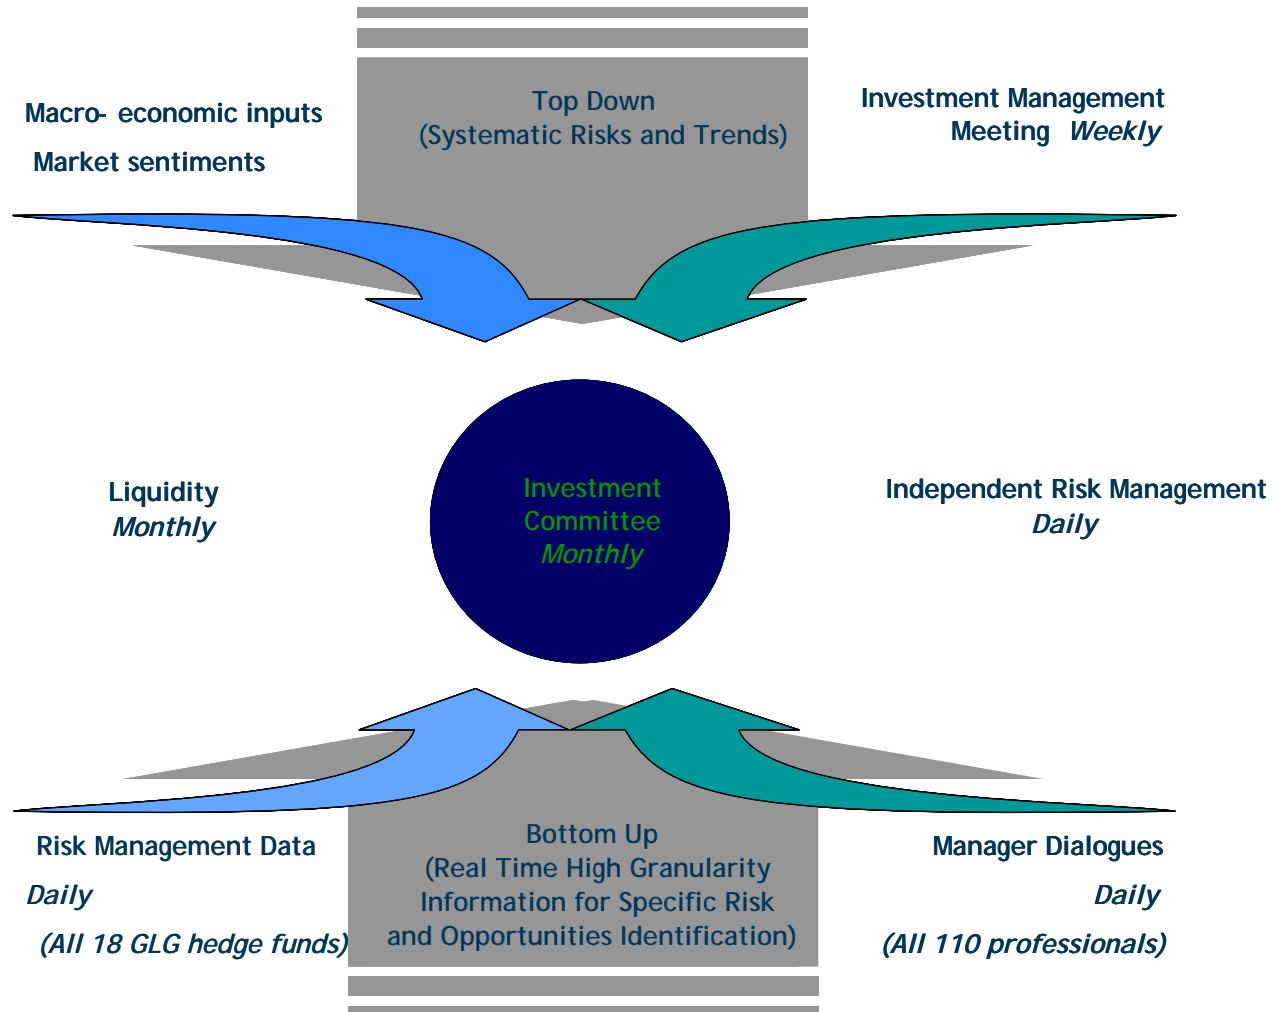 Macro- economic inputs
Market sentiments
Top Down
(Systematic Risks and Trends)
Investment Management
Meeting Weekly
Liquidity
Monthly
Investment
Committee
Monthly
Independent Risk Management
Daily
Risk Management Data
Daily
(All 18 GLG hedge funds)
Bottom Up
(Real Time High Granularity
Information for Specific Risk
and Opportunities Identification)
Manager Dialogues
Daily
(All 110 professionals)